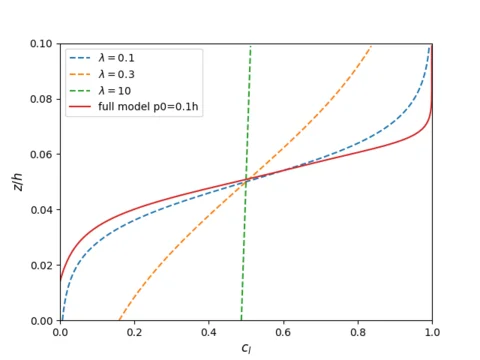 0.10
0.08
0.06
0.04
0.02
0.00
z/h
λ = 0.1
λ = 0.3
λ = 10
full model p0=0.1h
0.0 0.2 0.4 0.6 0.8 1.0
c_l